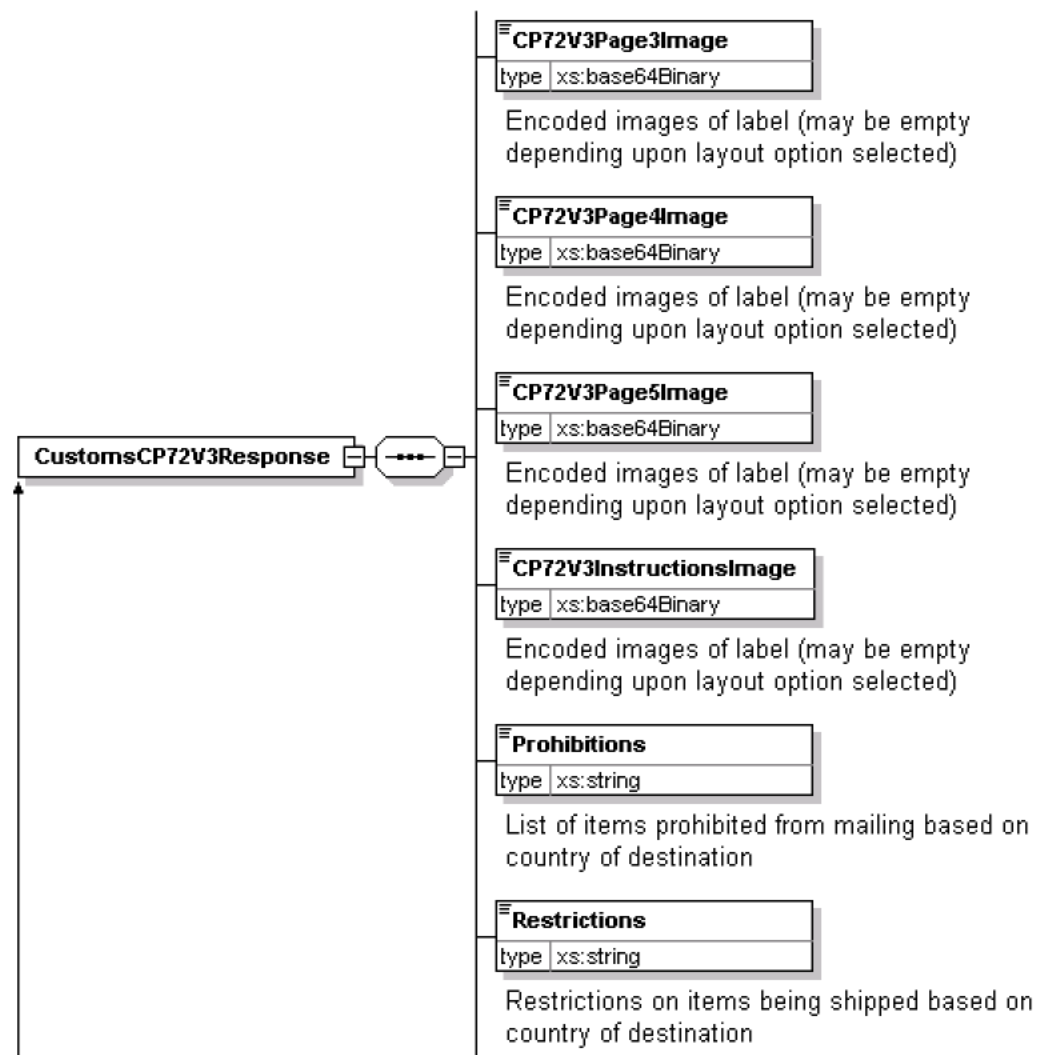 CP72V3Page3Image
type xs:base64Binary
Encoded images of label (may be empty
depending upon layout option selected)
CP72V3Page4Image
type xs:base64Binary
Encoded images of label (may be empty
depending upon layout option selected)
CP72V3Page5Image
type xs:base64Binary
CustomsCP72V3Response
Encoded images of label (may be empty
depending upon layout option selected)
CP72V3InstructionsImage
type xs:base64Binary
Encoded images of label (may be empty
depending upon layout option selected)
Prohibitions
type xs:string
List of items prohibited from mailing based on
country of destination
Restrictions
type xs:string
Restrictions on items being shipped based on
country of destination